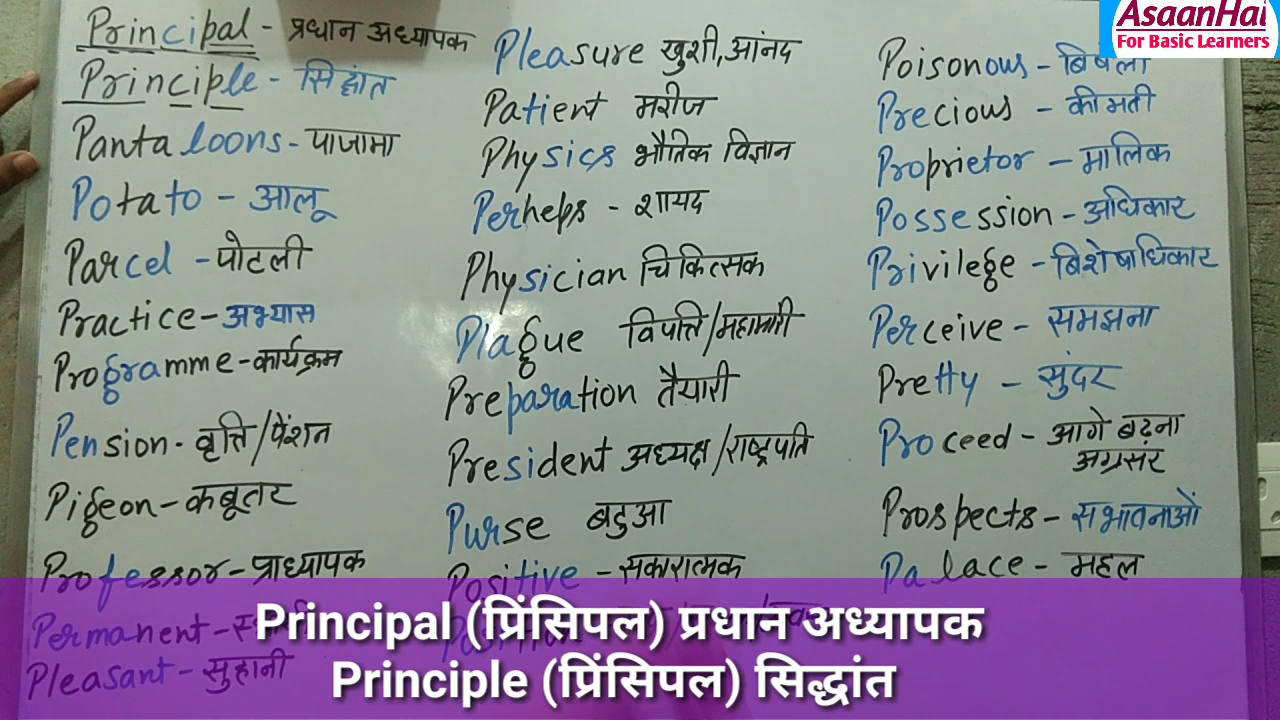 Principal - प्रधान अध्यापक
Principle - सिद्धांत
Pantaloons - पाजामा
Potato - आलू
Parcel - पोटली
Practice - अभ्यास
Programme - कार्यक्रम
Pension - वृत्ति/पेंशन
Pigeon - कबूतर
Professor - प्राध्यापक
Permanent -
Pleasant - सुहानी
Pleasure खुशी, आंनद
Patient मरीज
Physics भौतिक विज्ञान
Perheps - शायद
Physician चिकित्सक
Plague विपत्ति/महामारी
Preparation तैयारी
President अध्यक्ष/राष्ट्रपति
Purse बटुआ
Positive - सकारात्मक
Poisonous - बिषैला
Precious - कीमती
Proprietor - मालिक
Possession - अधिकार
Privilege - बिशेषाधिकार
Perceive - समझना
Pretty - सुंदर
Proceed - आगे बढ़ना
अग्रसर
Prospects - सभावनाओं
Palace - महल
AsaanHai
For Basic Learners
Principal (प्रिंसिपल) प्रधान अध्यापक
Principle (प्रिंसिपल) सिद्धांत